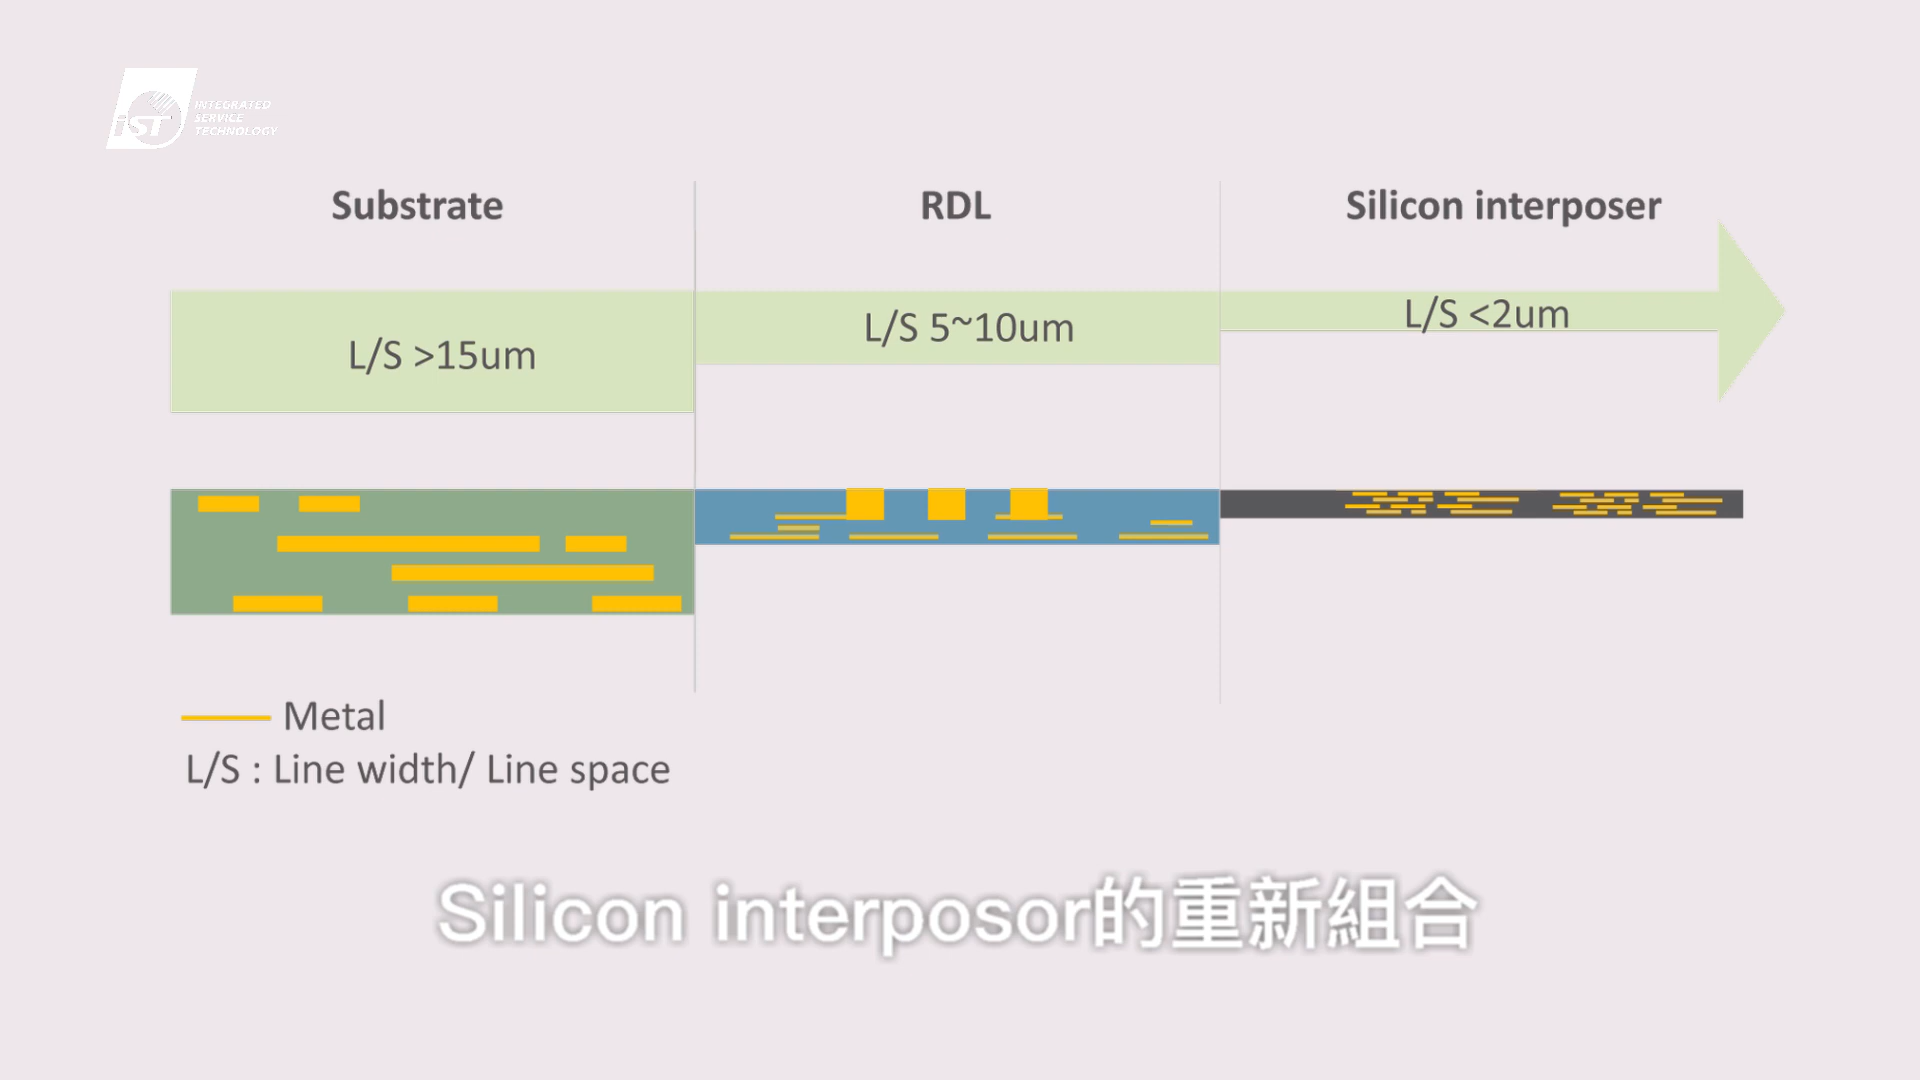 iST
INTEGRATED
SERVICE
TECHNOLOGY
Substrate
RDL
Silicon interposer
L/S >15um
L/S 5~10um
L/S <2um
Metal
L/S : Line width/ Line space
Silicon interposor的重新組合